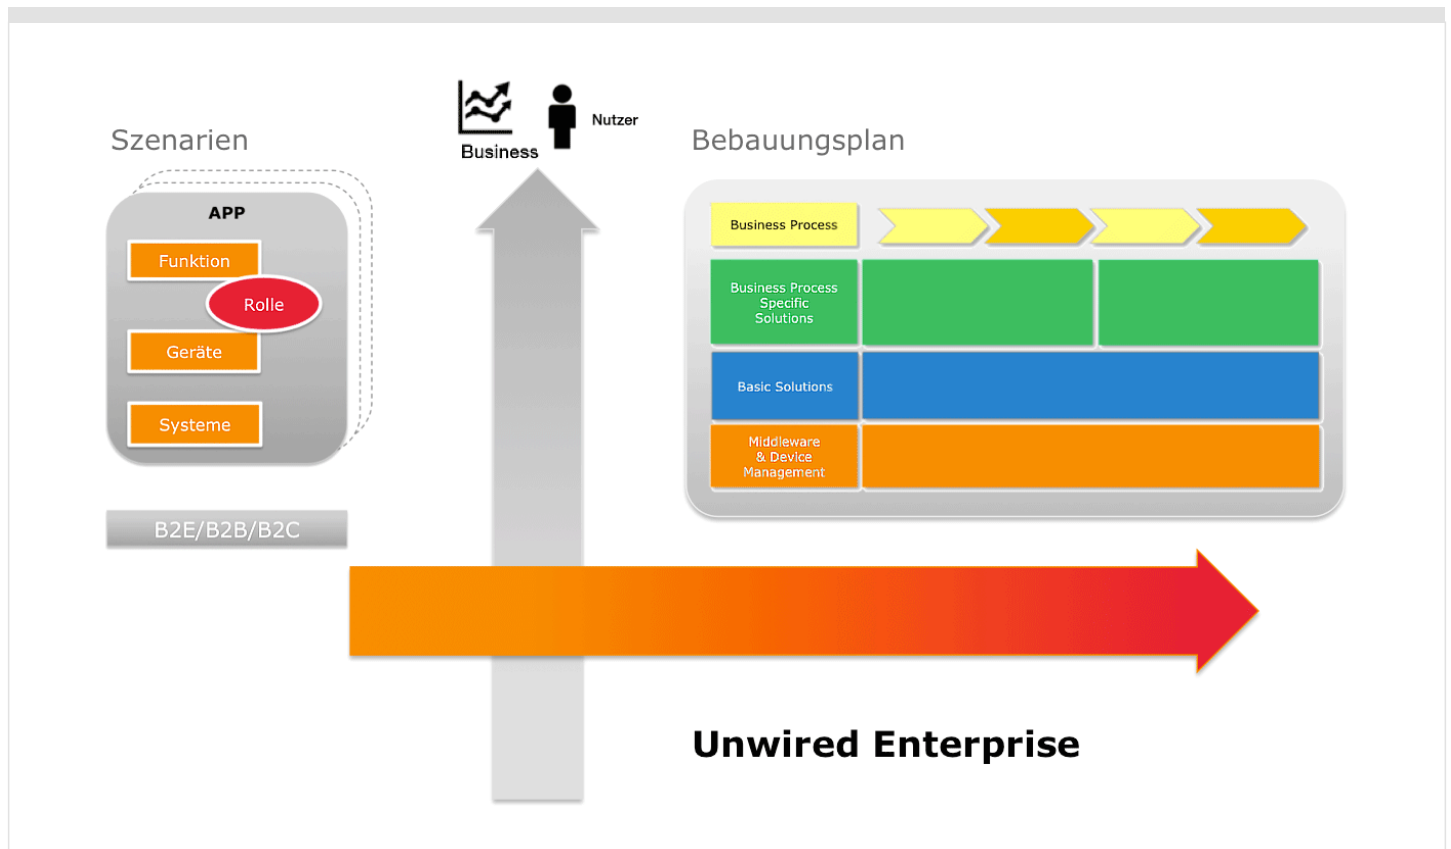 Szenarien
APP
Funktion
Rolle
Geräte
Systeme
B2E/B2B/B2C
Business
Nutzer
Bebauungsplan
Business Process
Business Process
Specific
Solutions
Basic Solutions
Middleware
& Device
Management
Unwired Enterprise